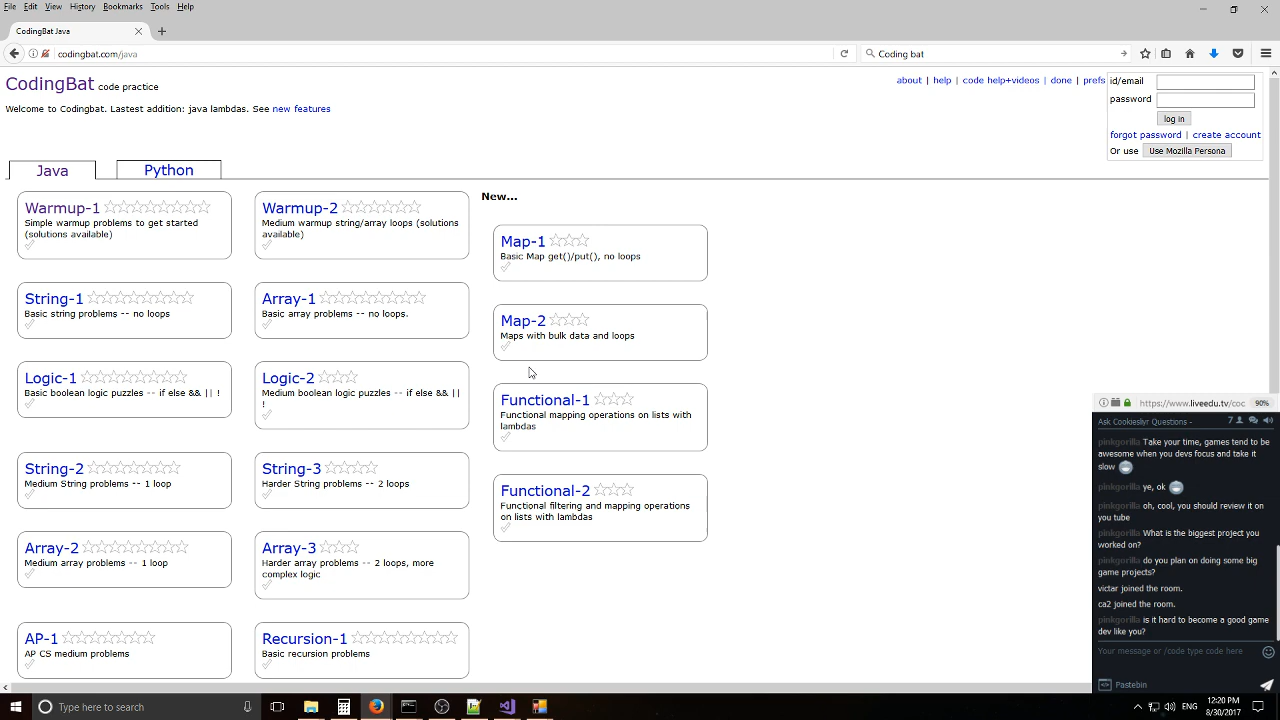 File Edit View History Bookmarks Tools Help
CodingBat Java
codingbat.com/java
Coding bat
CodingBat code practice
about | help | code help+videos | done | prefs
id/email
password
log in
forgot password | create account
Or use Use Mozilla Persona
Welcome to Codingbat. Lastest addition: java lambdas. See new features
Java
Python
Warmup-1
Simple warmup problems to get started
(solutions available)
Warmup-2
Medium warmup string/array loops (solutions
available)
New...
Map-1
Basic Map get()/put(), no loops
String-1
Basic string problems -- no loops
Array-1
Basic array problems -- no loops.
Map-2
Maps with bulk data and loops
Logic-1
Basic boolean logic puzzles -- if else && || !
Logic-2
Medium boolean logic puzzles -- if else && ||
!
Functional-1
Functional mapping operations on lists with
lambdas
String-2
Medium String problems -- 1 loop
String-3
Harder String problems -- 2 loops
Functional-2
Functional filtering and mapping operations
on lists with lambdas
Array-2
Medium array problems -- 1 loop
Array-3
Harder array problems -- 2 loops, more
complex logic
AP-1
AP CS medium problems
Recursion-1
Basic recursion problems
https://www.liveedu.tv/coc
90%
Ask Cookiesliyr Questions -
7
pinkgorilla Take your time, games tend to
be awesome when you devs focus and take it
slow
pinkgorilla ye, ok
pinkgorilla oh, cool, you should review it on
you tube
pinkgorilla What is the biggest project you
worked on?
pinkgorilla do you plan on doing some big
game projects?
victar joined the room.
ca2 joined the room.
pinkgorilla is it hard to become a good game
dev like you?
Your message or /code type code here
Pastebin
Type here to search
ENG
12:20 PM
8/30/2017